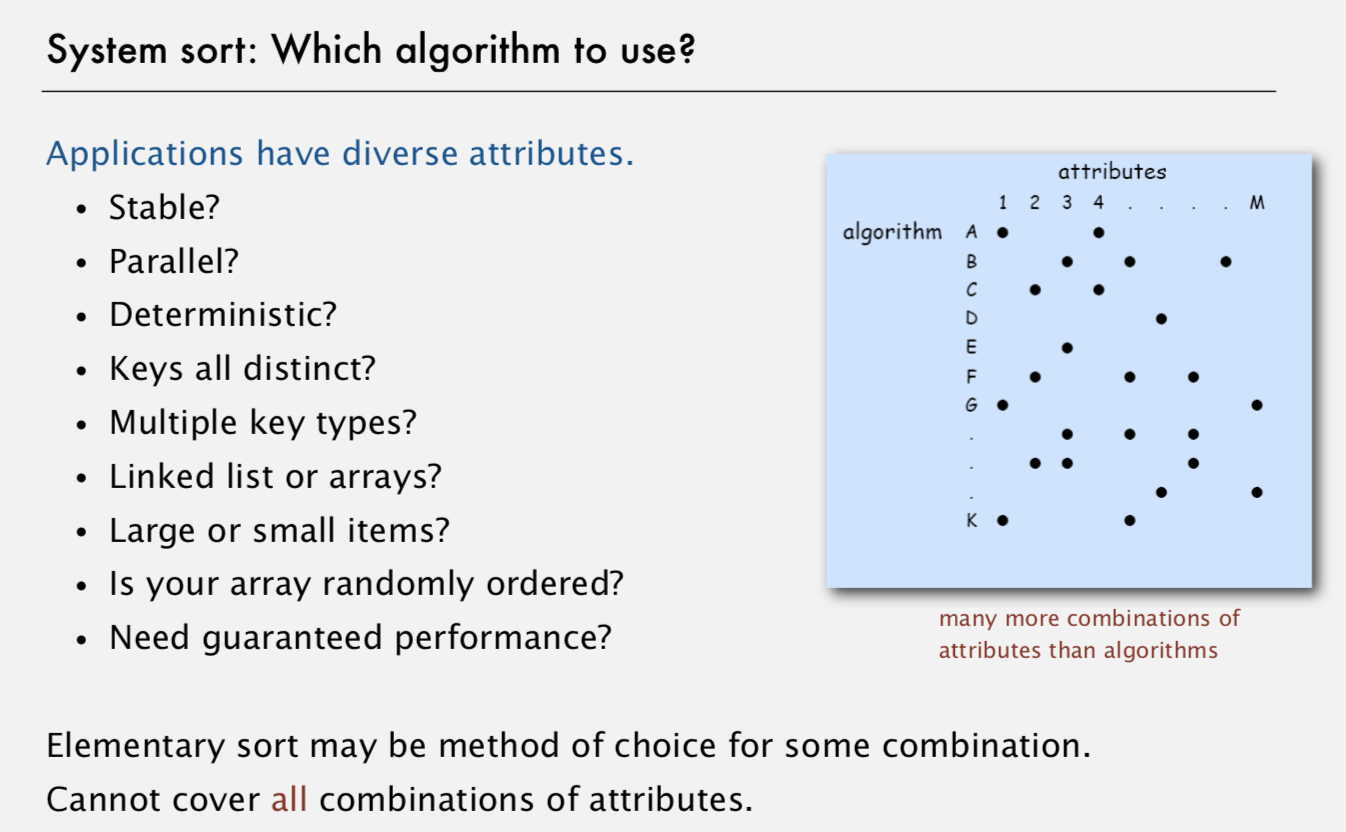 System sort: Which algorithm to use?
Applications have diverse attributes.
• Stable?
• Parallel?
• Deterministic?
• Keys all distinct?
• Multiple key types?
• Linked list or arrays?
• Large or small items?
• Is your array randomly ordered?
• Need guaranteed performance?
attributes
1 2 3 4 . . . . M
algorithm A
B
C
D
E
F
G
.
.
.
K
many more combinations of
attributes than algorithms
Elementary sort may be method of choice for some combination.
Cannot cover all combinations of attributes.